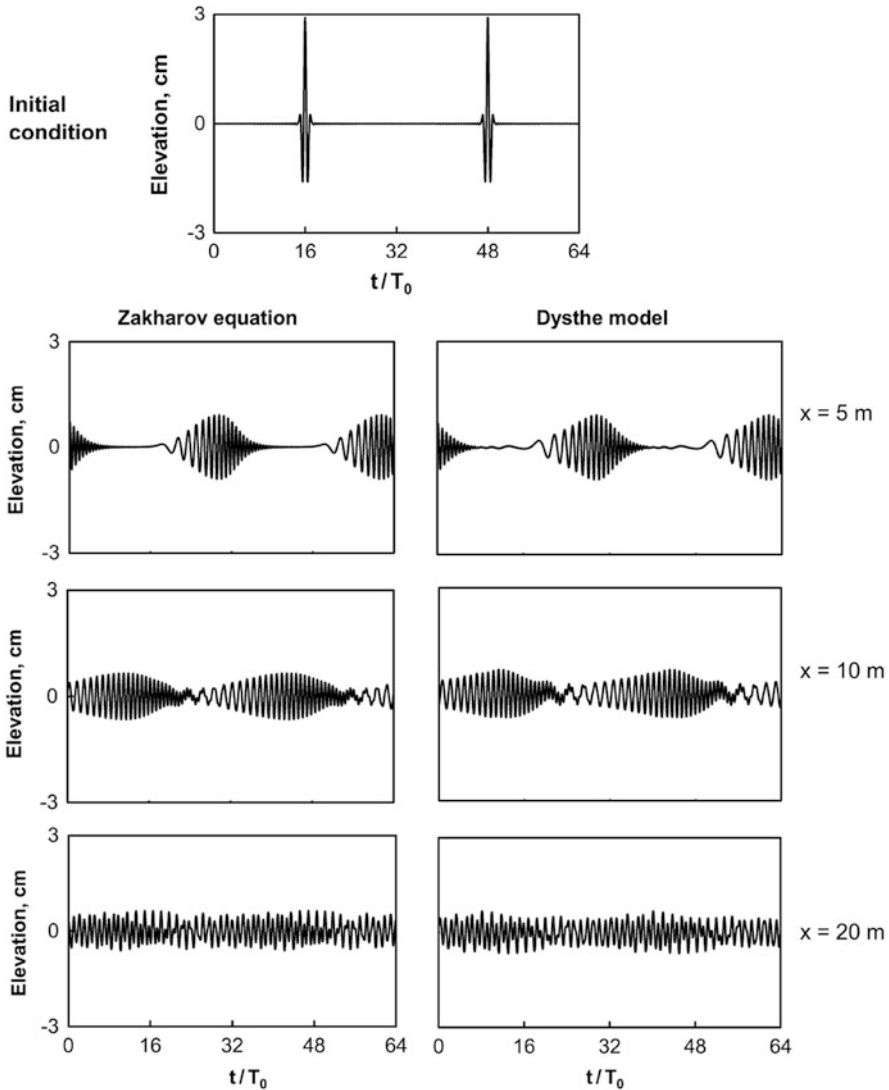 3
Elevation, cm
0
-3
Initial
condition
0 16 32 48 64
t / T0
Zakharov equation
Dysthe model
3
Elevation, cm
0
-3
x = 5 m
3
Elevation, cm
0
-3
x = 10 m
3
Elevation, cm
0
-3
x = 20 m
0 16 32 48 64
0 16 32 48 64
t / T0
t / T0